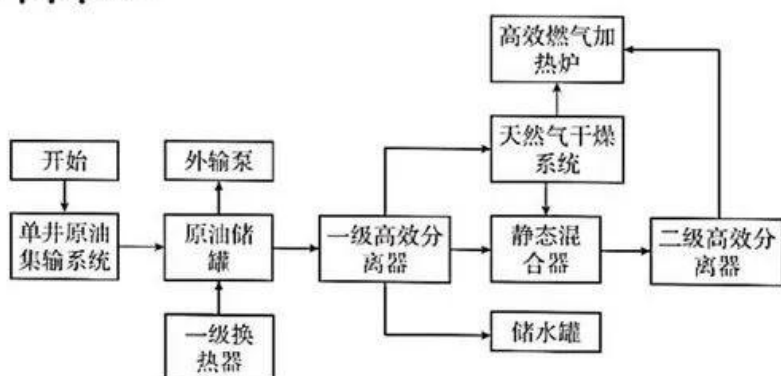 高效燃气加
热炉
开始
外输泵
天然气干燥
系统
单井原油
集输系统
原油储
罐
一级高效分
离器
静态混
合器
二级高效分
离器
一级换
热器
储水罐